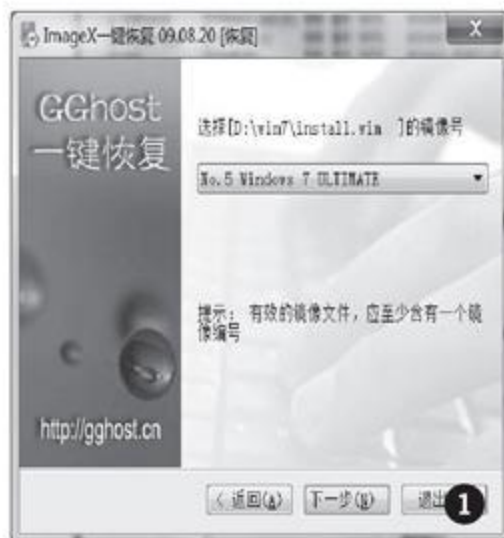 ImageX一键恢复 09.08.20 [恢复]
GGhost
一键恢复
选择[D:\win7\install.wim ]的镜像号
No.5 Windows 7 ULTIMATE
提示: 有效的镜像文件,应至少含有一个镜
像编号
http://gghost.cn
< 返回(A) 下一步(N) 退出
1